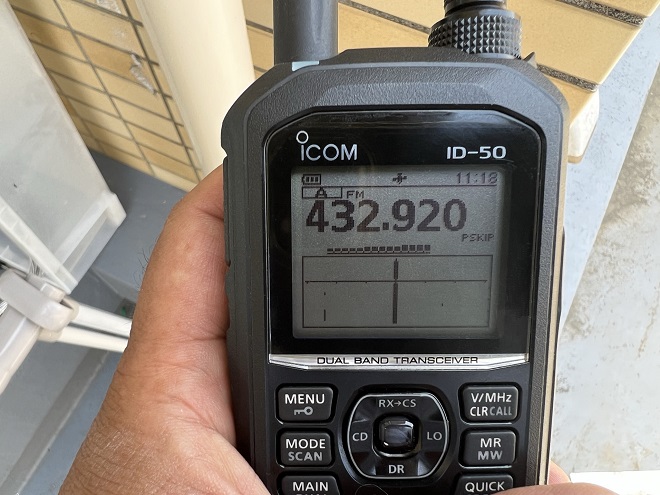 ICOM ID-50
11:18
A FM
432.920
PSKIP
DUAL BAND TRANSCEIVER
MENU RX→CS V/MHz
CLR CALL
MODE CD LO MR
SCAN DR MW
MAIN QUICK